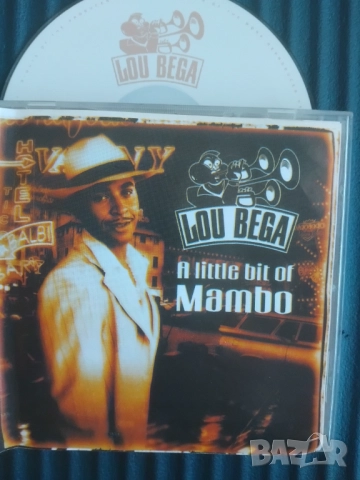 LOU BEGA
HOTEL
LOU BEGA
A little bit of
Mambo
BAZAR